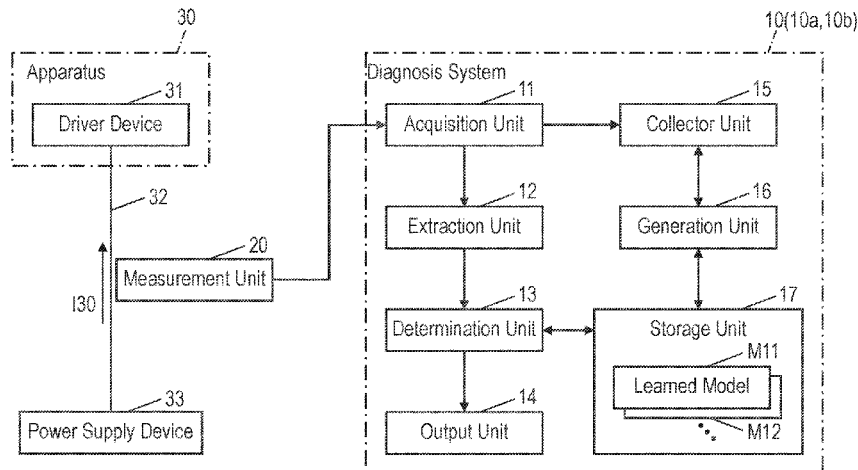 30
10(10a,10b)
Apparatus
31
Driver Device
Diagnosis System
11
Acquisition Unit
15
Collector Unit
32
12
Extraction Unit
16
Generation Unit
I30
20
Measurement Unit
13
Determination Unit
17
Storage Unit
M11
Learned Model
M12
33
Power Supply Device
14
Output Unit